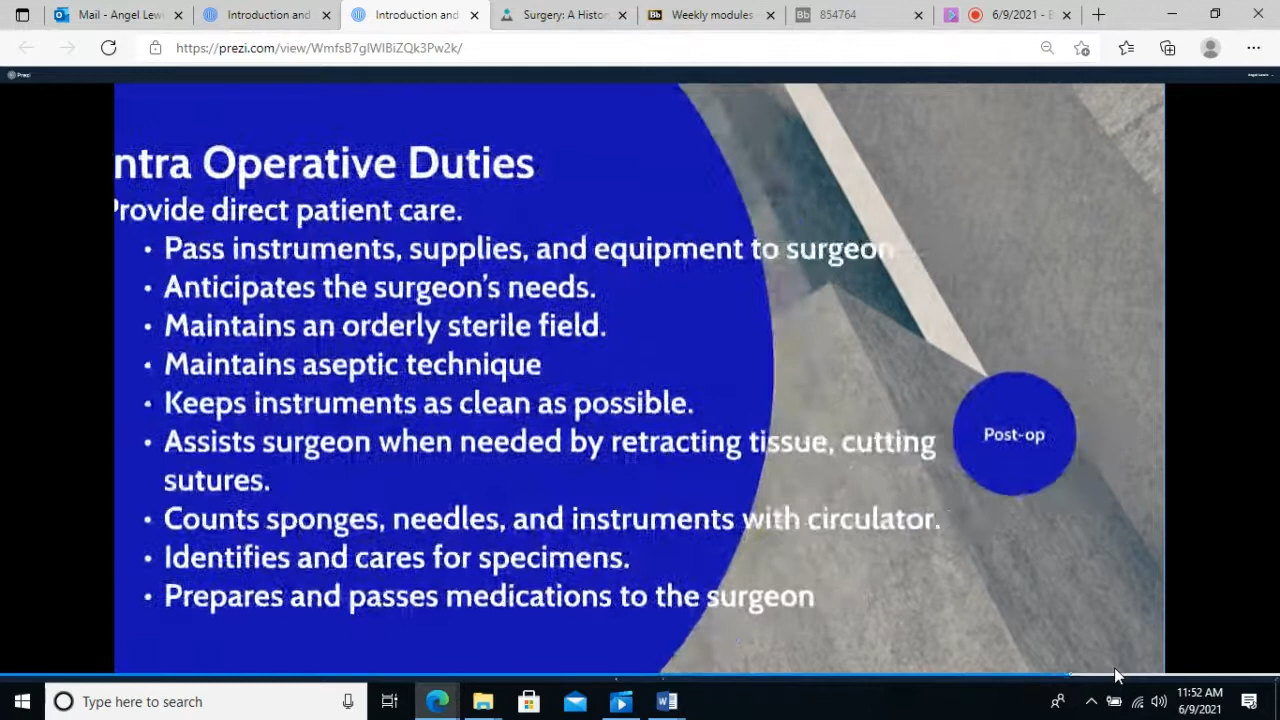 Mail - Angel Lew
Introduction and
Introduction and
Surgery: A Histor
Weekly modules
854764
6/9/2021 - B
https://prezi.com/view/WmfsB7gIWIBiZQk3Pw2k/
Prezi
ntra Operative Duties
Provide direct patient care.
• Pass instruments, supplies, and equipment to surgeon
• Anticipates the surgeon's needs.
• Maintains an orderly sterile field.
• Maintains aseptic technique
• Keeps instruments as clean as possible.
• Assists surgeon when needed by retracting tissue, cutting
sutures.
• Counts sponges, needles, and instruments with circulator.
• Identifies and cares for specimens.
• Prepares and passes medications to the surgeon
Post-op
Type here to search
11:52 AM
6/9/2021